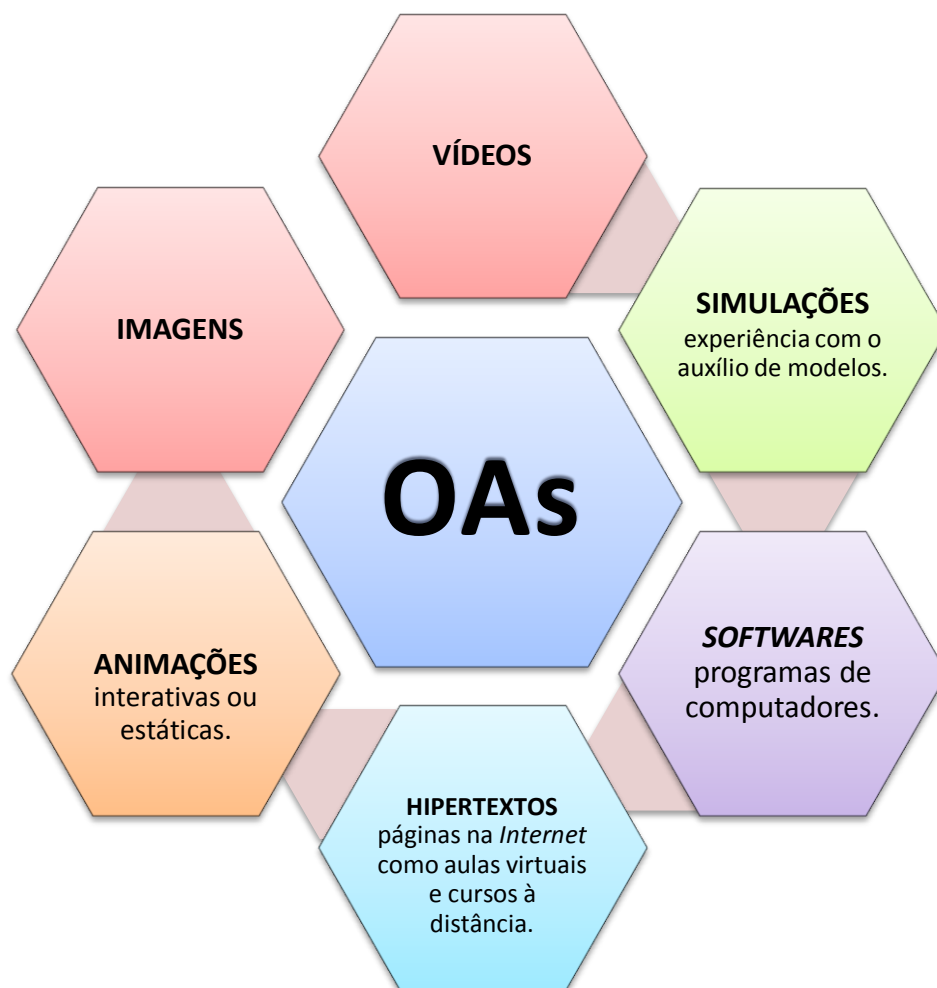 VÍDEOS
SIMULAÇÕES
experiência com o
auxílio de modelos.
IMAGENS
OAs
SOFTWARES
programas de
computadores.
ANIMAÇÕES
interativas ou
estáticas.
HIPERTEXTOS
páginas na Internet
como aulas virtuais
e cursos à
distância.